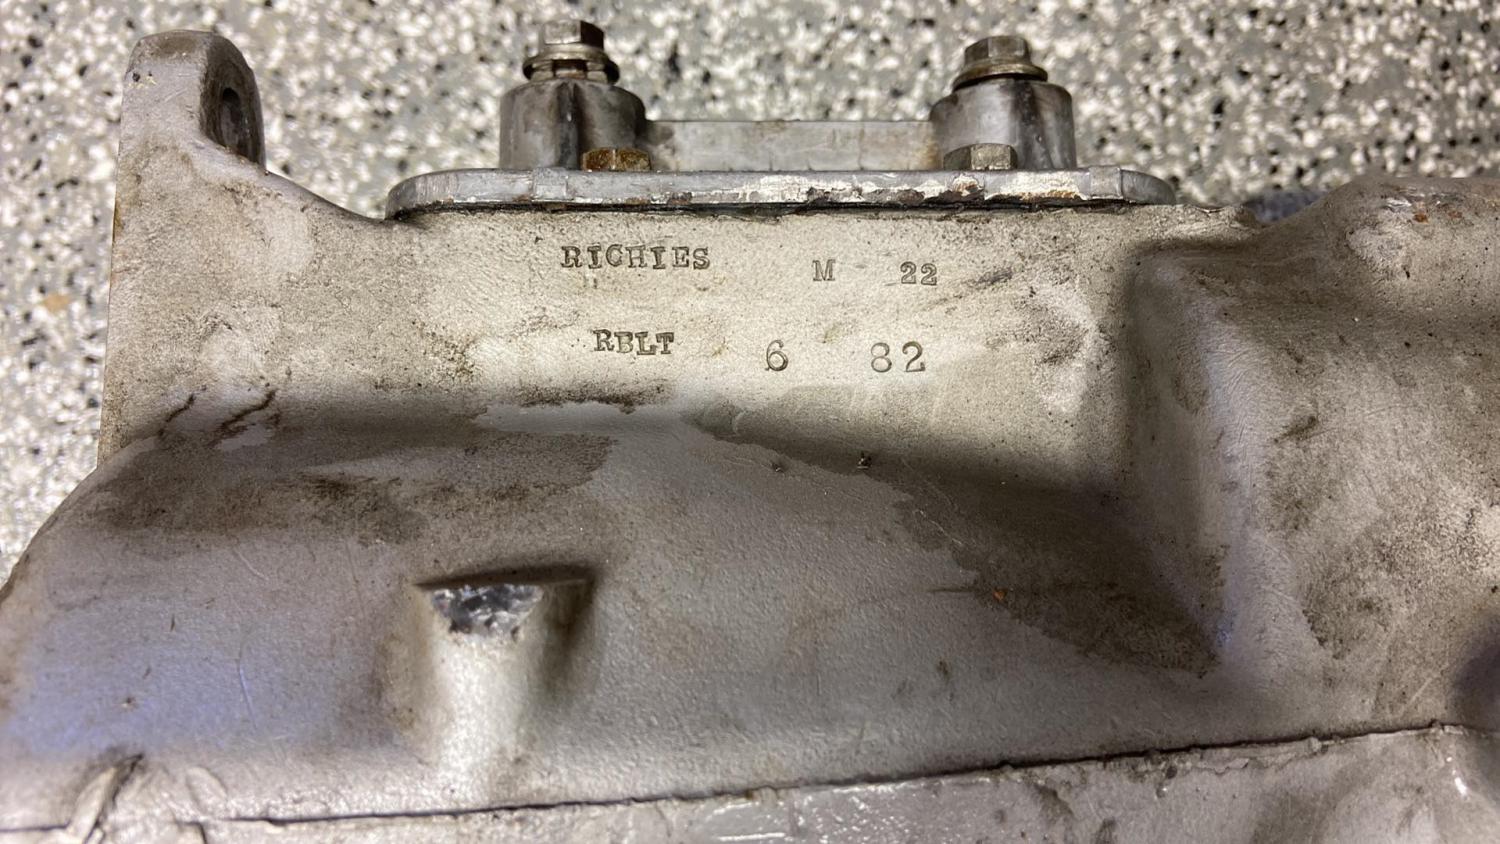 RICHIES M 22
RBLT 6 82